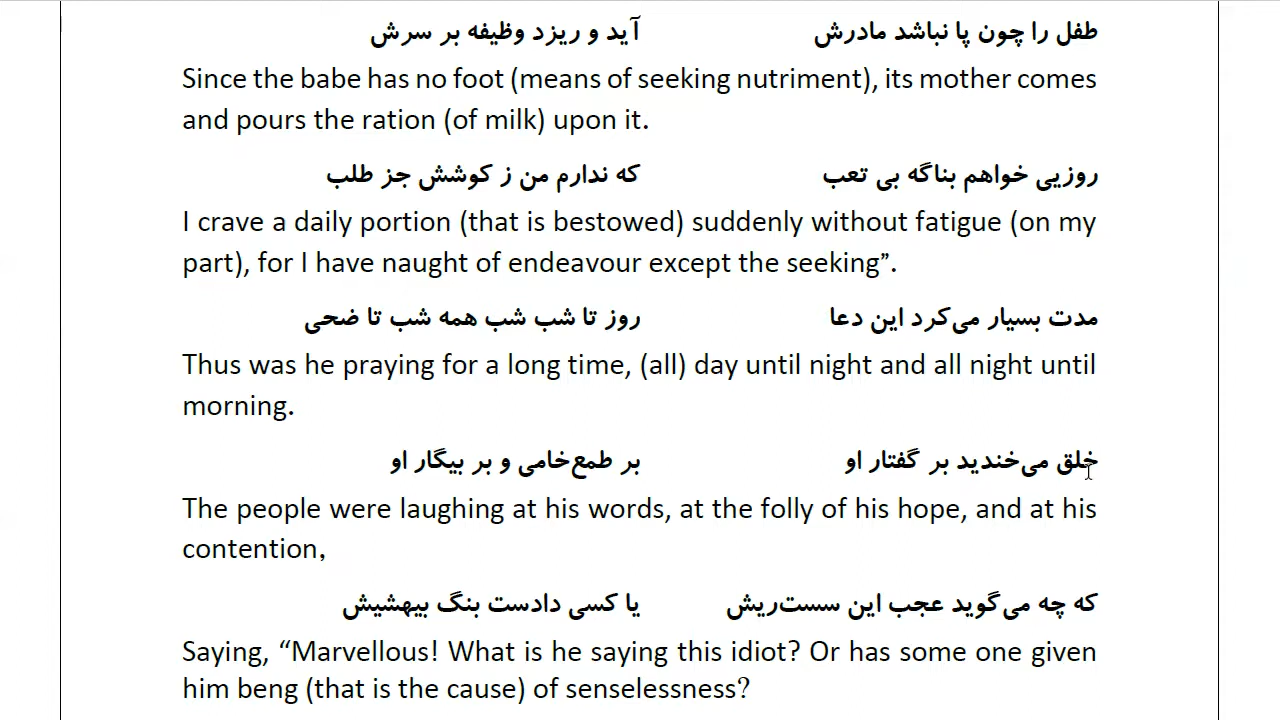 طفل را چون پا نباشد مادرش آید و ریزد وظیفه بر سرش
Since the babe has no foot (means of seeking nutriment), its mother comes
and pours the ration (of milk) upon it.
روزیی خواهم بناگه بی تعب که ندارم من ز کوشش جز طلب
I crave a daily portion (that is bestowed) suddenly without fatigue (on my
part), for I have naught of endeavour except the seeking”.
مدت بسیار می‌کرد این دعا روز تا شب شب همه شب تا ضحی
Thus was he praying for a long time, (all) day until night and all night until
morning.
خلق می‌خندید بر گفتار او بر طمع‌خامی و بر بیگار او
The people were laughing at his words, at the folly of his hope, and at his
contention,
که چه می‌گوید عجب این سست‌ریش یا کسی دادست بنگ بیهشیش
Saying, “Marvellous! What is he saying this idiot? Or has some one given
him beng (that is the cause) of senselessness?